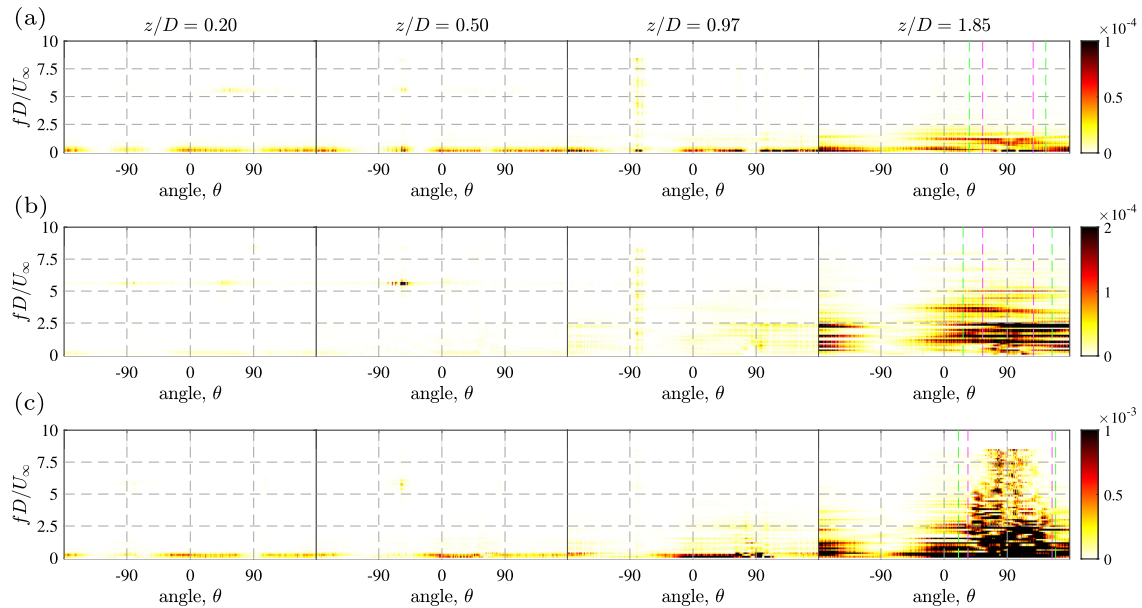 (a)
z/D = 0.20 z/D = 0.50 z/D = 0.97 z/D = 1.85
×10⁻⁴
fD/U∞
10
7.5
5
2.5
0
-90 0 90 -90 0 90 -90 0 90 -90 0 90
angle, θ angle, θ angle, θ angle, θ
1
0.5
0
(b)
×10⁻⁴
fD/U∞
10
7.5
5
2.5
0
-90 0 90 -90 0 90 -90 0 90 -90 0 90
angle, θ angle, θ angle, θ angle, θ
2
1
0
(c)
×10⁻³
fD/U∞
10
7.5
5
2.5
0
-90 0 90 -90 0 90 -90 0 90 -90 0 90
angle, θ angle, θ angle, θ angle, θ
1
0.5
0